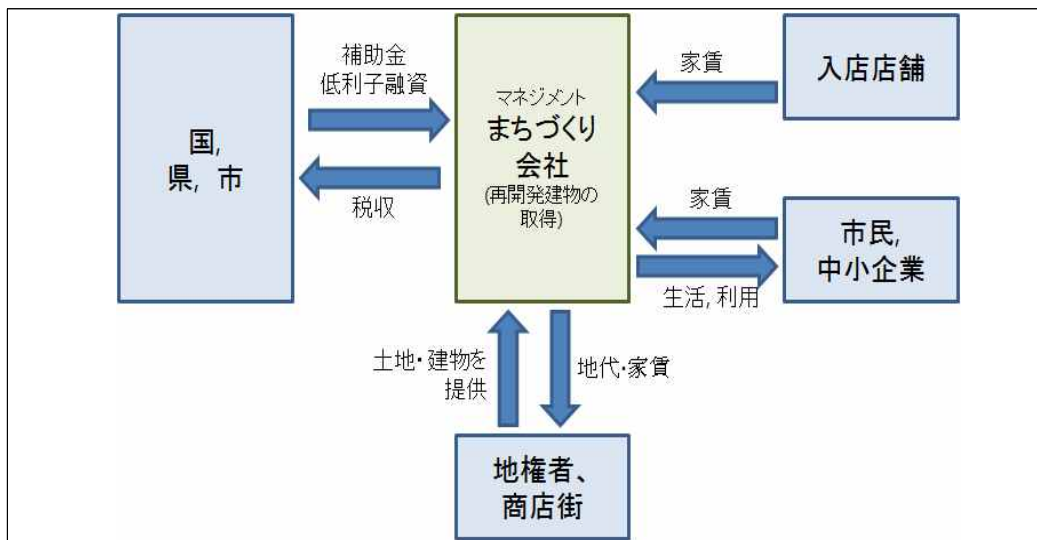 国,
県, 市
補助金
低利子融資
税収
マネジメント
まちづくり
会社
(再開発建物の
取得)
家賃
入店店舗
家賃
市民,
中小企業
生活, 利用
土地・建物を
提供
地代・家賃
地権者、
商店街